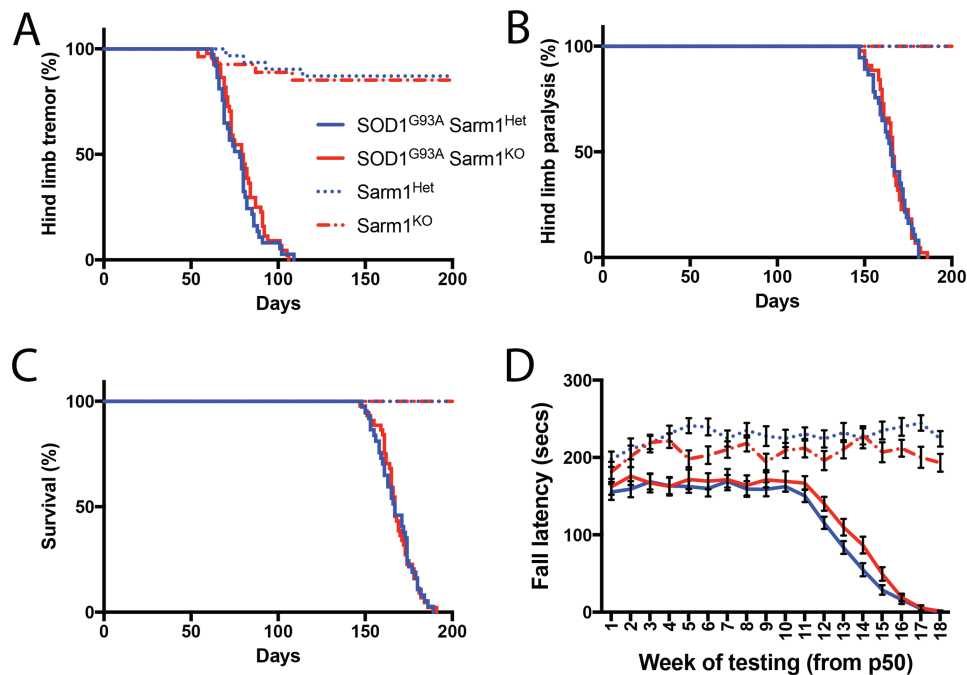 A
Hind limb tremor (%)
100
50
0
0 50 100 150 200
Days
SOD1G93A Sarm1Het
SOD1G93A Sarm1KO
Sarm1Het
Sarm1KO
B
Hind limb paralysis (%)
100
50
0
0 50 100 150 200
Days
C
Survival (%)
100
50
0
0 50 100 150 200
Days
D
Fall latency (secs)
300
200
100
0
1 2 3 4 5 6 7 8 9 10 11 12 13 14 15 16 17 18
Week of testing (from p50)